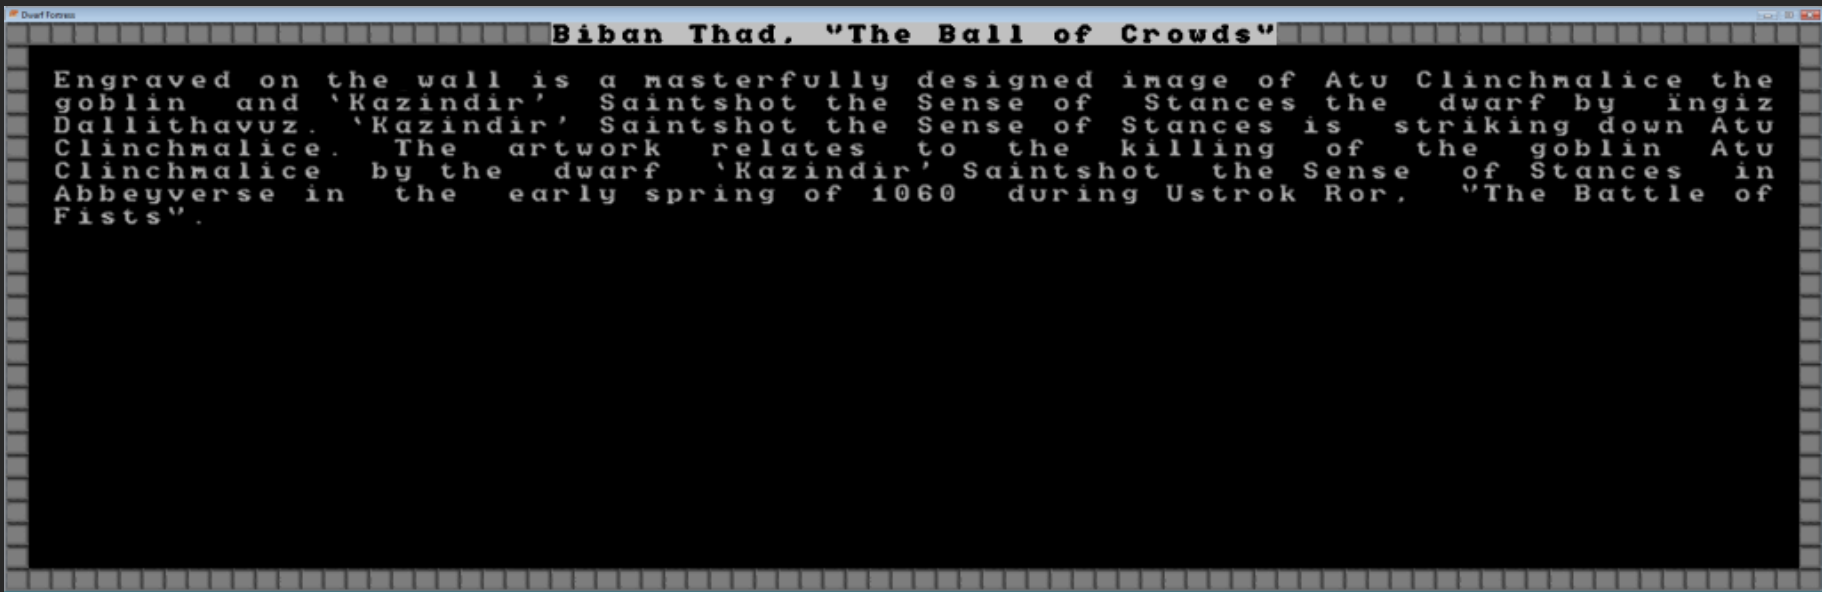 Dwarf Fortress
Biban Thad, "The Ball of Crowds"
Engraved on the wall is a masterfully designed image of Atu Clinchmalice the
goblin and `Kazindir' Saintshot the Sense of Stances the dwarf by ïngiz
Dallithavuz. `Kazindir' Saintshot the Sense of Stances is striking down Atu
Clinchmalice. The artwork relates to the killing of the goblin Atu
Clinchmalice by the dwarf `Kazindir' Saintshot the Sense of Stances in
Abbeyverse in the early spring of 1060 during Ustrok Ror, "The Battle of
Fists".